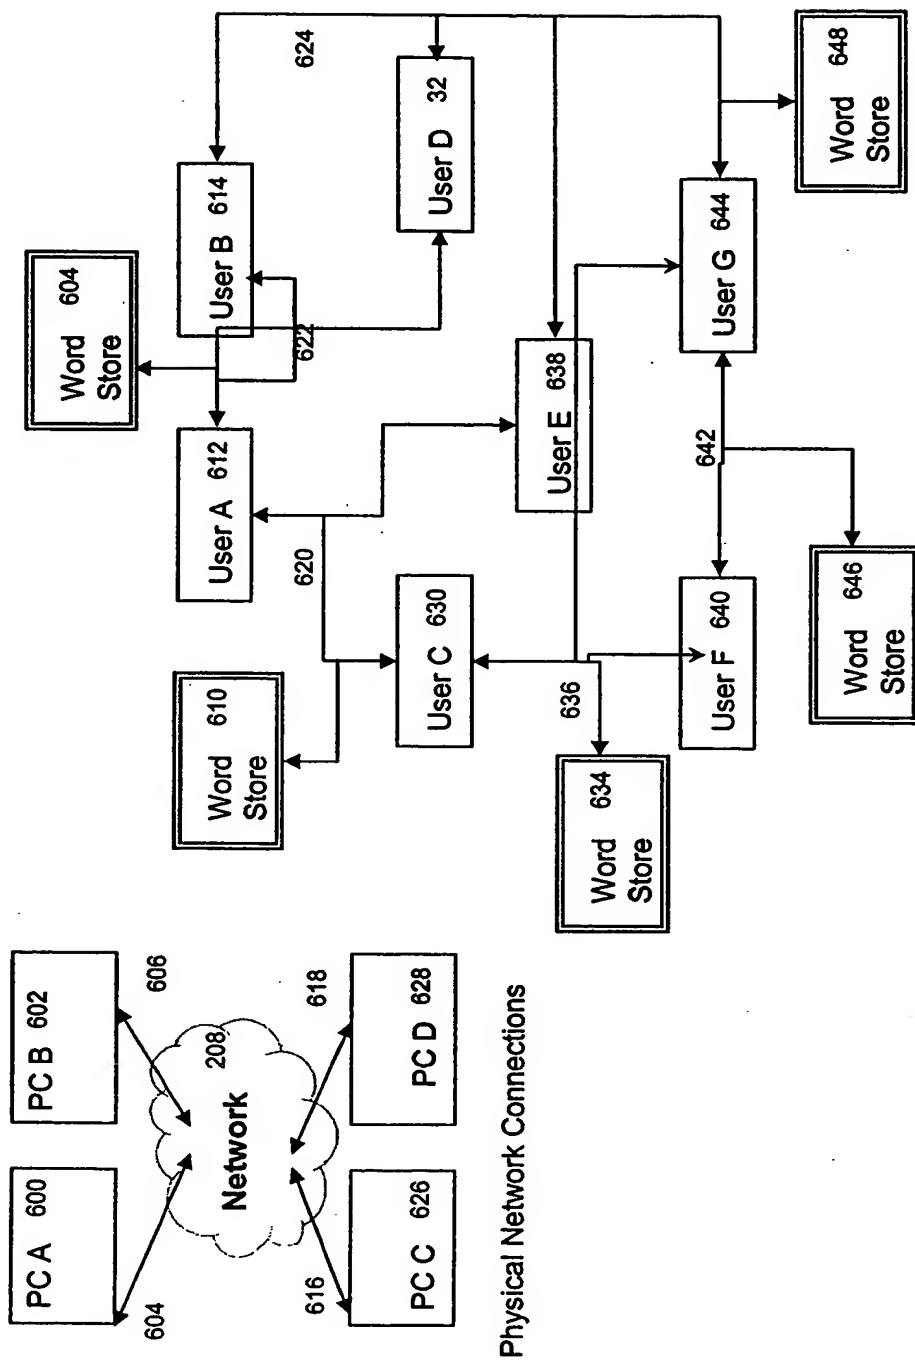 PC A 600
PC B 602
604
606
Network
208
616
618
PC C 626
PC D 628
Physical Network Connections
Word 610
Store
Word 604
Store
User A 612
User B 614
624
620
622
User C 630
User D 32
636
Word 634
Store
User E 638
User F 640
642
User G 644
Word 646
Store
Word 648
Store